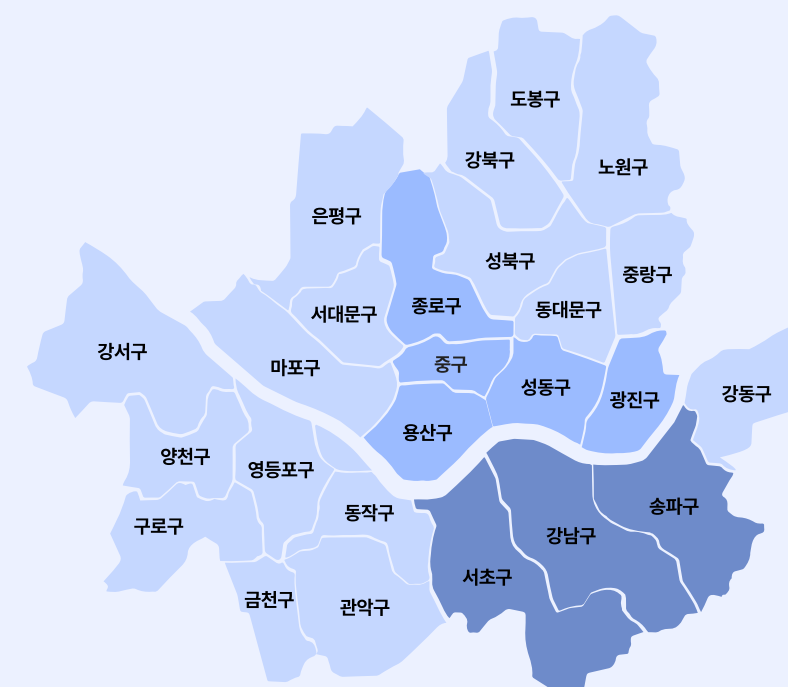 도봉구
강북구
노원구
은평구
성북구
중랑구
종로구
동대문구
서대문구
강서구
중구
마포구
성동구
강동구
광진구
용산구
양천구
영등포구
송파구
동작구
구로구
강남구
서초구
금천구
관악구